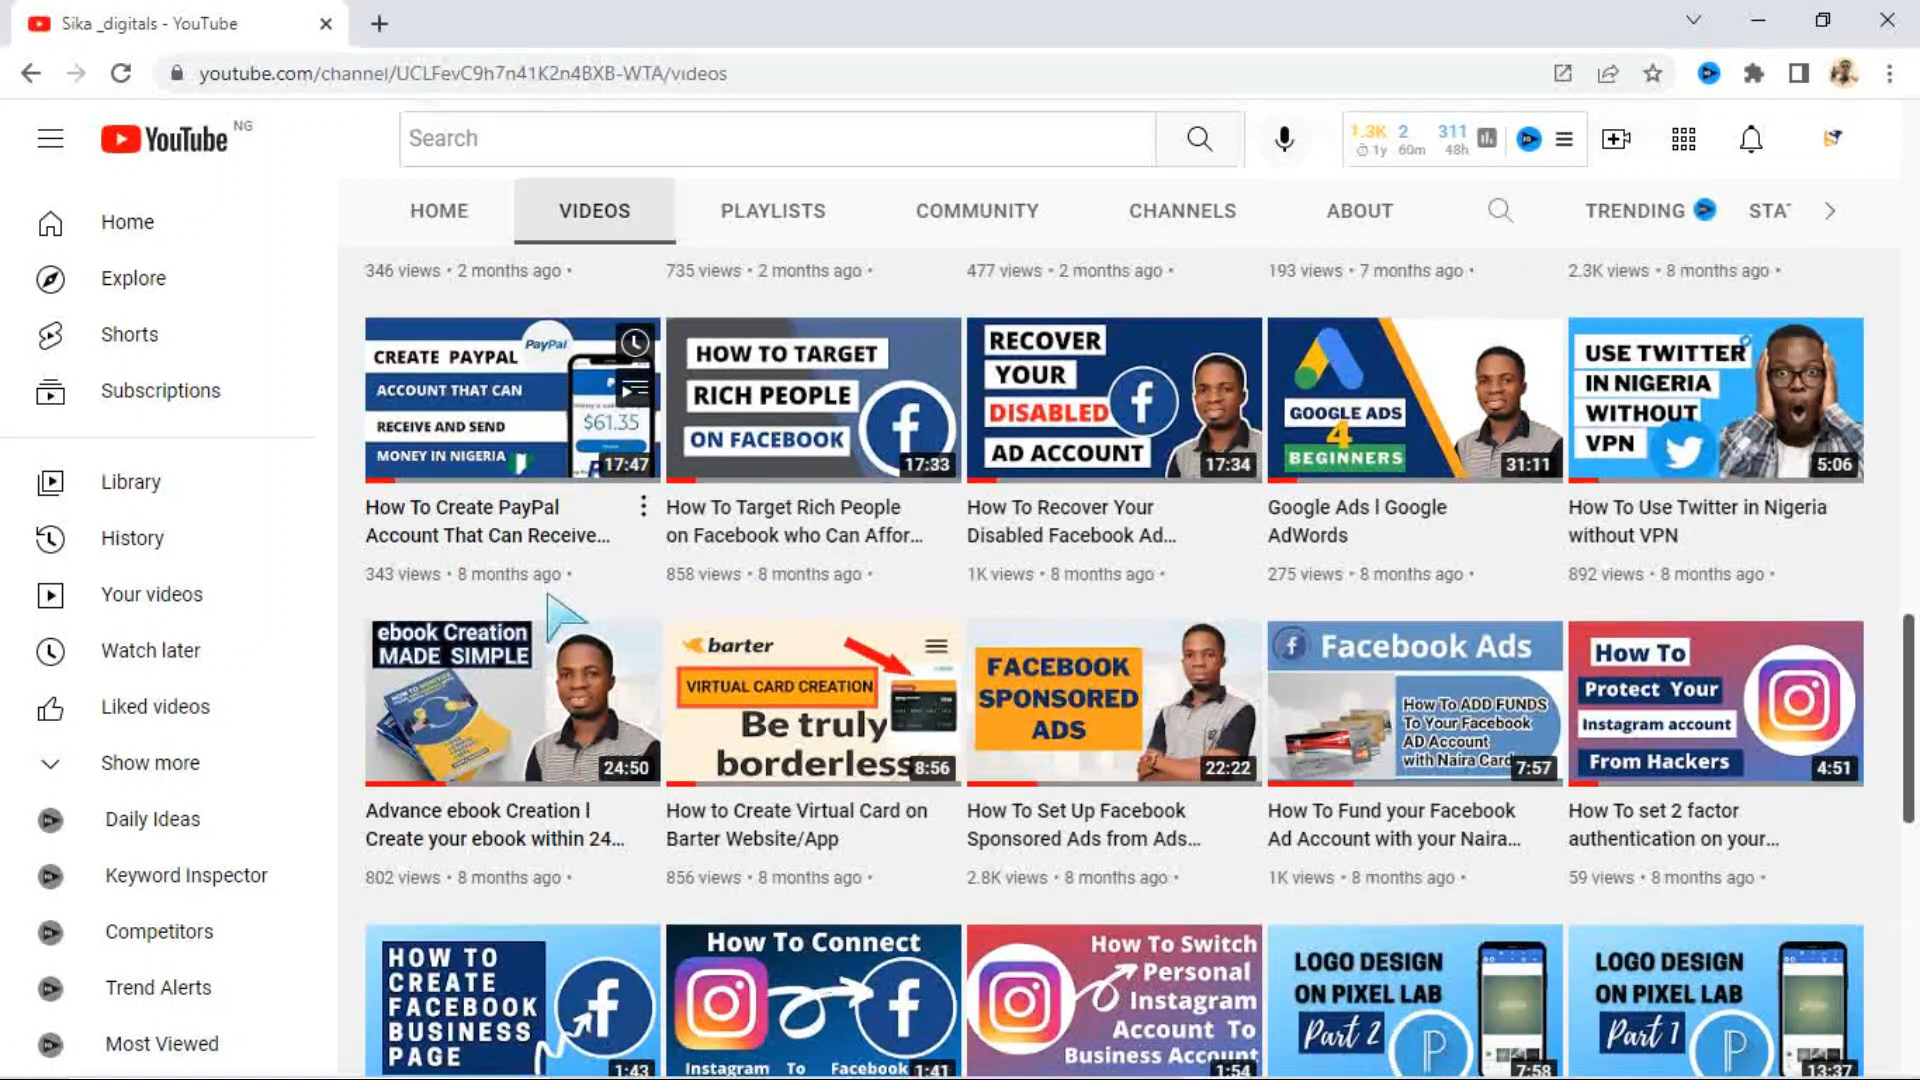 Sika _digitals - YouTube
youtube.com/channel/UCLFevC9h7n41K2n4BXB-WTA/videos
YouTube NG
Search
1.3K 2 311
1y 60m 48h
HOME VIDEOS PLAYLISTS COMMUNITY CHANNELS ABOUT TRENDING STAT
Home
Explore
Shorts
Subscriptions
Library
History
Your videos
Watch later
Liked videos
Show more
Daily Ideas
Keyword Inspector
Competitors
Trend Alerts
Most Viewed
346 views • 2 months ago •
735 views • 2 months ago •
477 views • 2 months ago •
193 views • 7 months ago •
2.3K views • 8 months ago •
CREATE PAYPAL
PayPal
ACCOUNT THAT CAN
RECEIVE AND SEND
MONEY IN NIGERIA
$61.35
17:47
How To Create PayPal
Account That Can Receive...
343 views • 8 months ago •
HOW TO TARGET
RICH PEOPLE
ON FACEBOOK
17:33
How To Target Rich People
on Facebook who Can Affor...
858 views • 8 months ago •
RECOVER
YOUR
DISABLED
AD ACCOUNT
17:34
How To Recover Your
Disabled Facebook Ad...
1K views • 8 months ago •
GOOGLE ADS
4
BEGINNERS
31:11
Google Ads l Google
AdWords
275 views • 8 months ago •
USE TWITTER
IN NIGERIA
WITHOUT
VPN
5:06
How To Use Twitter in Nigeria
without VPN
892 views • 8 months ago •
ebook Creation
MADE SIMPLE
24:50
Advance ebook Creation l
Create your ebook within 24...
802 views • 8 months ago •
barter
VIRTUAL CARD CREATION
Be truly
borderless
8:56
How to Create Virtual Card on
Barter Website/App
856 views • 8 months ago •
FACEBOOK
SPONSORED
ADS
22:22
How To Set Up Facebook
Sponsored Ads from Ads...
2.8K views • 8 months ago •
Facebook Ads
How To ADD FUNDS
To Your Facebook
AD Account
with Naira Card
7:57
How To Fund your Facebook
Ad Account with your Naira...
1K views • 8 months ago •
How To
Protect Your
Instagram account
From Hackers
4:51
How To set 2 factor
authentication on your...
59 views • 8 months ago •
HOW TO
CREATE
FACEBOOK
BUSINESS
PAGE
1:43
How To Connect
Instagram To Facebook
1:41
How To Switch
Personal
Instagram
Account To
Business Account
1:54
LOGO DESIGN
ON PIXEL LAB
Part 2
7:58
LOGO DESIGN
ON PIXEL LAB
Part 1
13:37